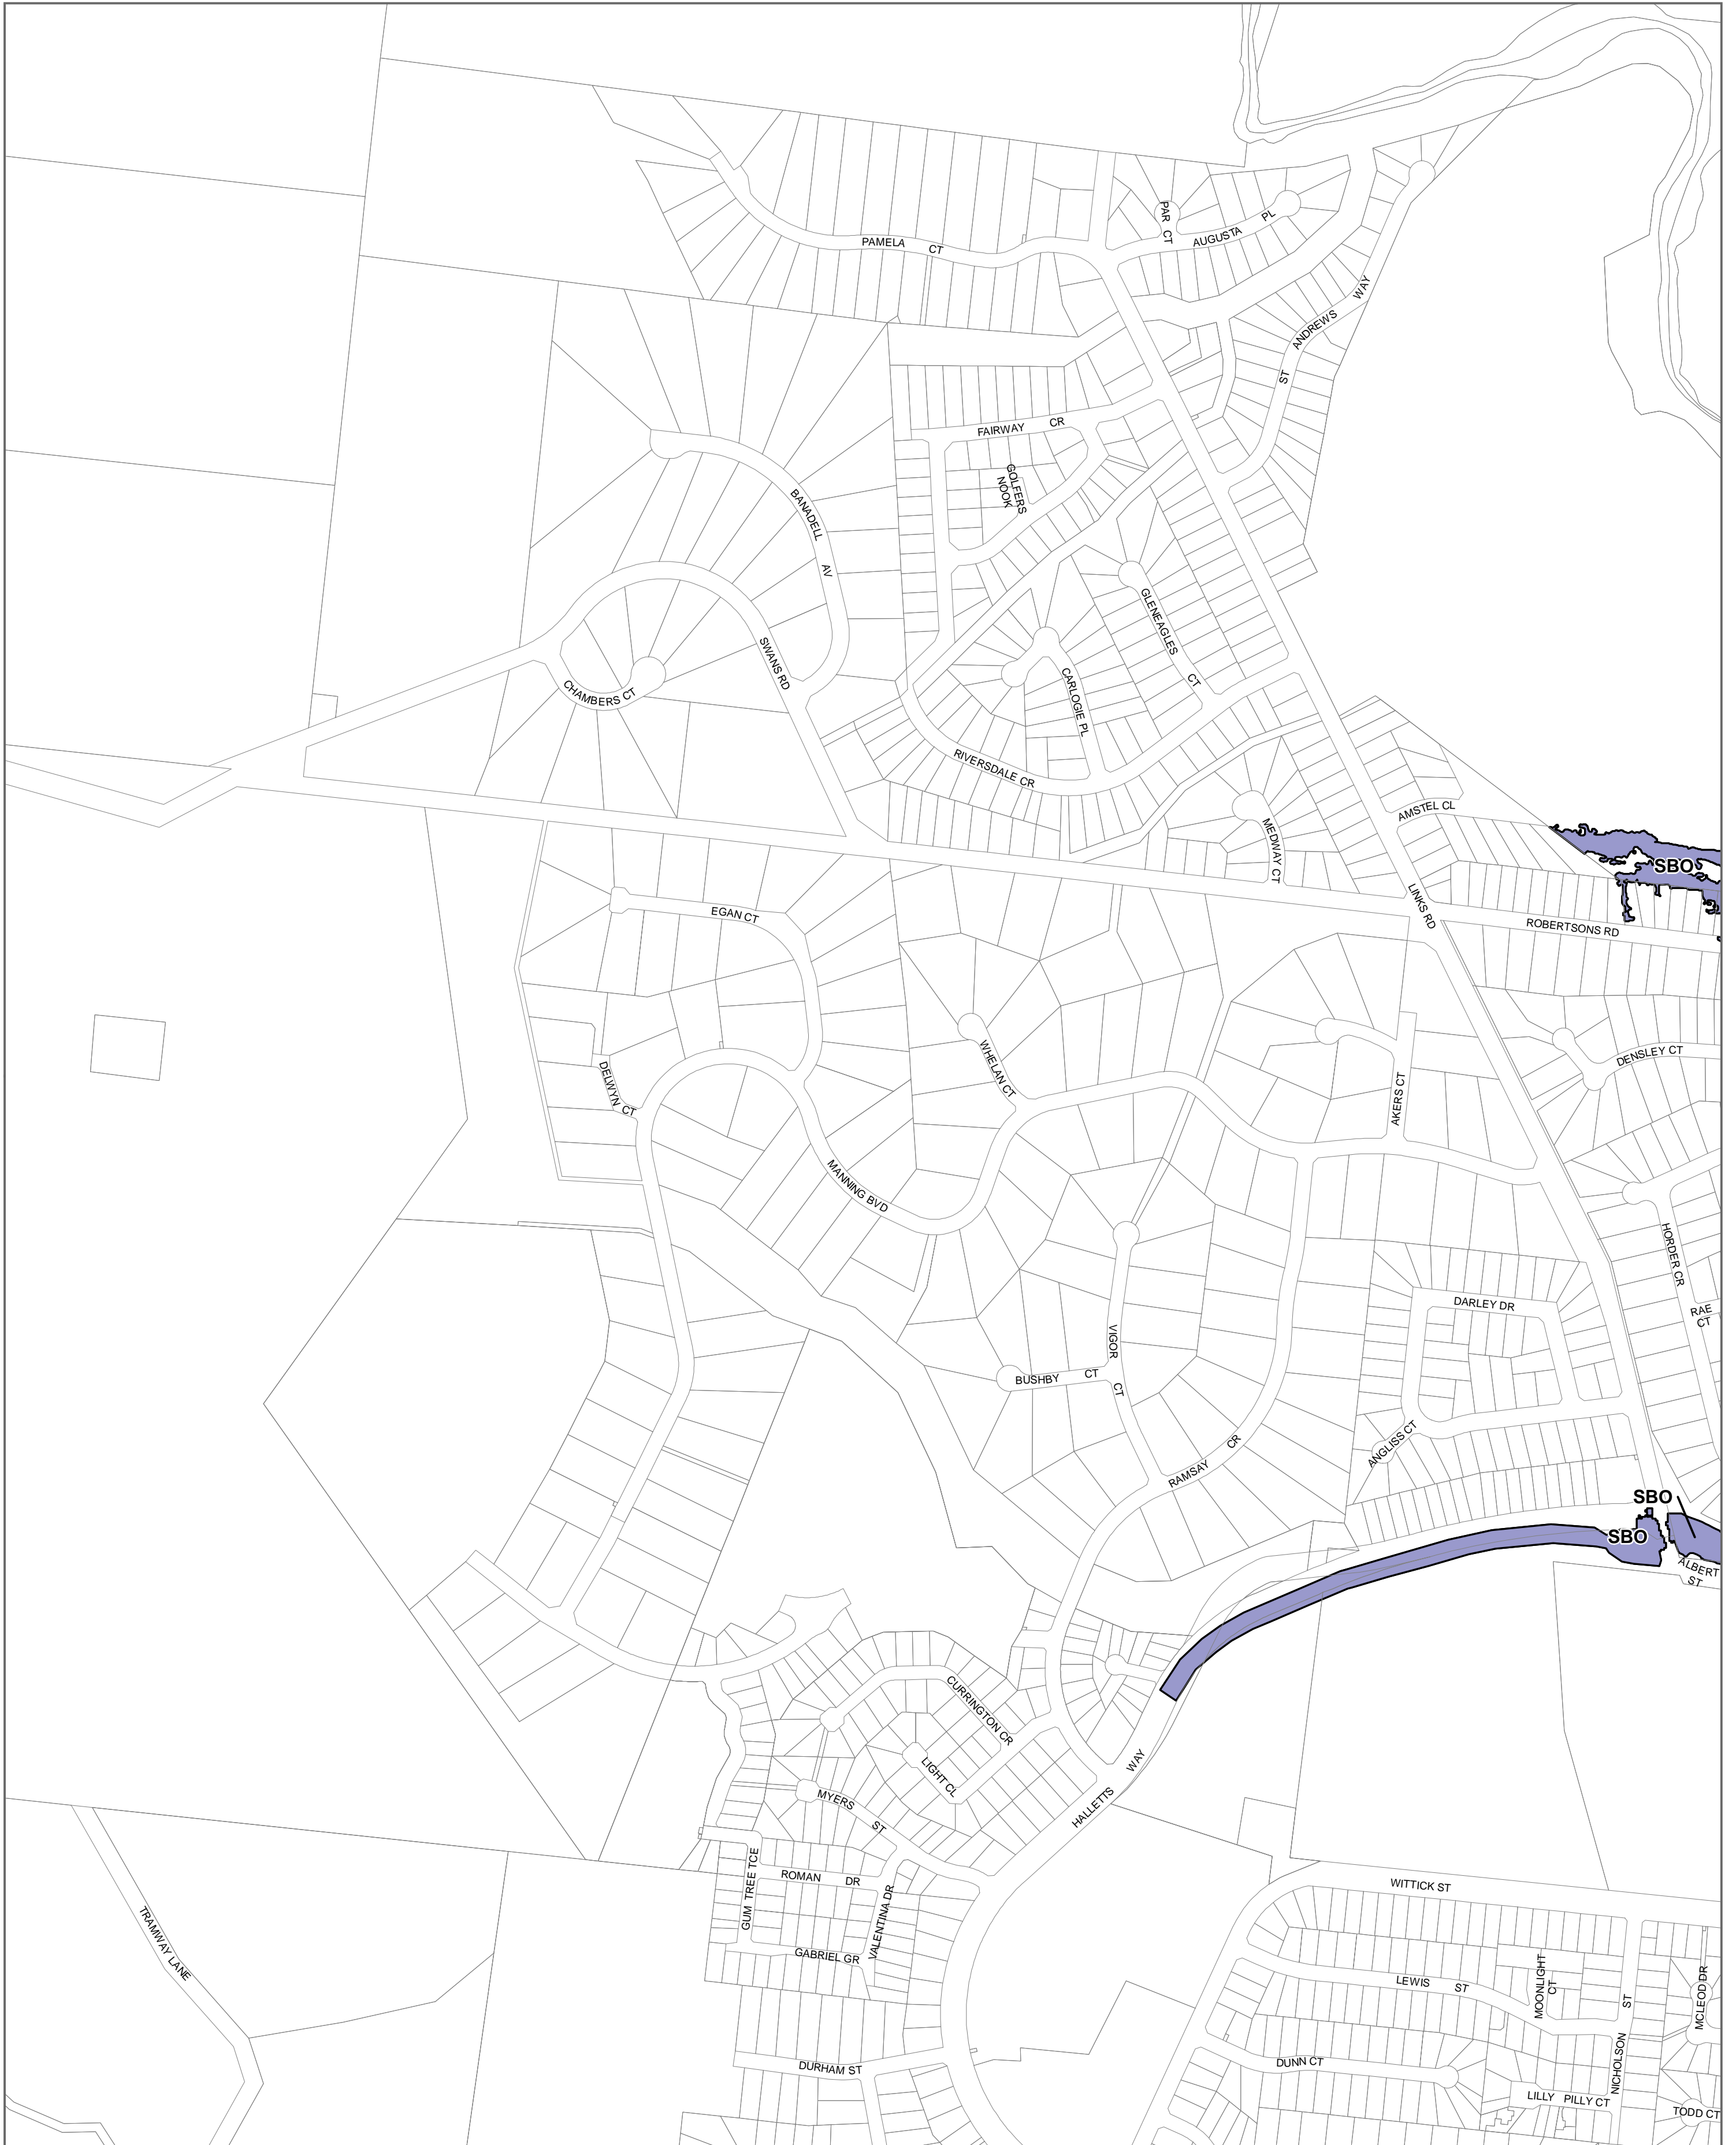 PAR CT
AUGUSTA PL
PAMELA CT
ST ANDREWS WAY
FAIRWAY CR
GOLFERS
NOOK
BANADELL AV
GLENEAGLES CT
SWANS RD
CHAMBERS CT
CARLOGIE PL
RIVERSDALE CR
AMSTEL CL
MEDWAY CT
SBO
LINKS RD
EGAN CT
ROBERTSONS RD
WHELAN CT
DENSLEY CT
DELWYN CT
AKERS CT
MANNING BVD
HORDER CR
DARLEY DR
RAE
CT
VIGOR CT
BUSHBY CT
ANGLISS CT
RAMSAY CR
SBO
SBO
ALBERT
ST
CURRINGTON CR
LIGHT CL
HALLETTS WAY
MYERS ST
GUM TREE TCE
ROMAN DR
VALENTINA DR
GABRIEL GR
WITTICK ST
TRAMWAY LANE
LEWIS ST
MOONLIGHT
CT
NICHOLSON ST
MCLEOD DR
DURHAM ST
DUNN CT
LILLY PILLY CT
TODD CT